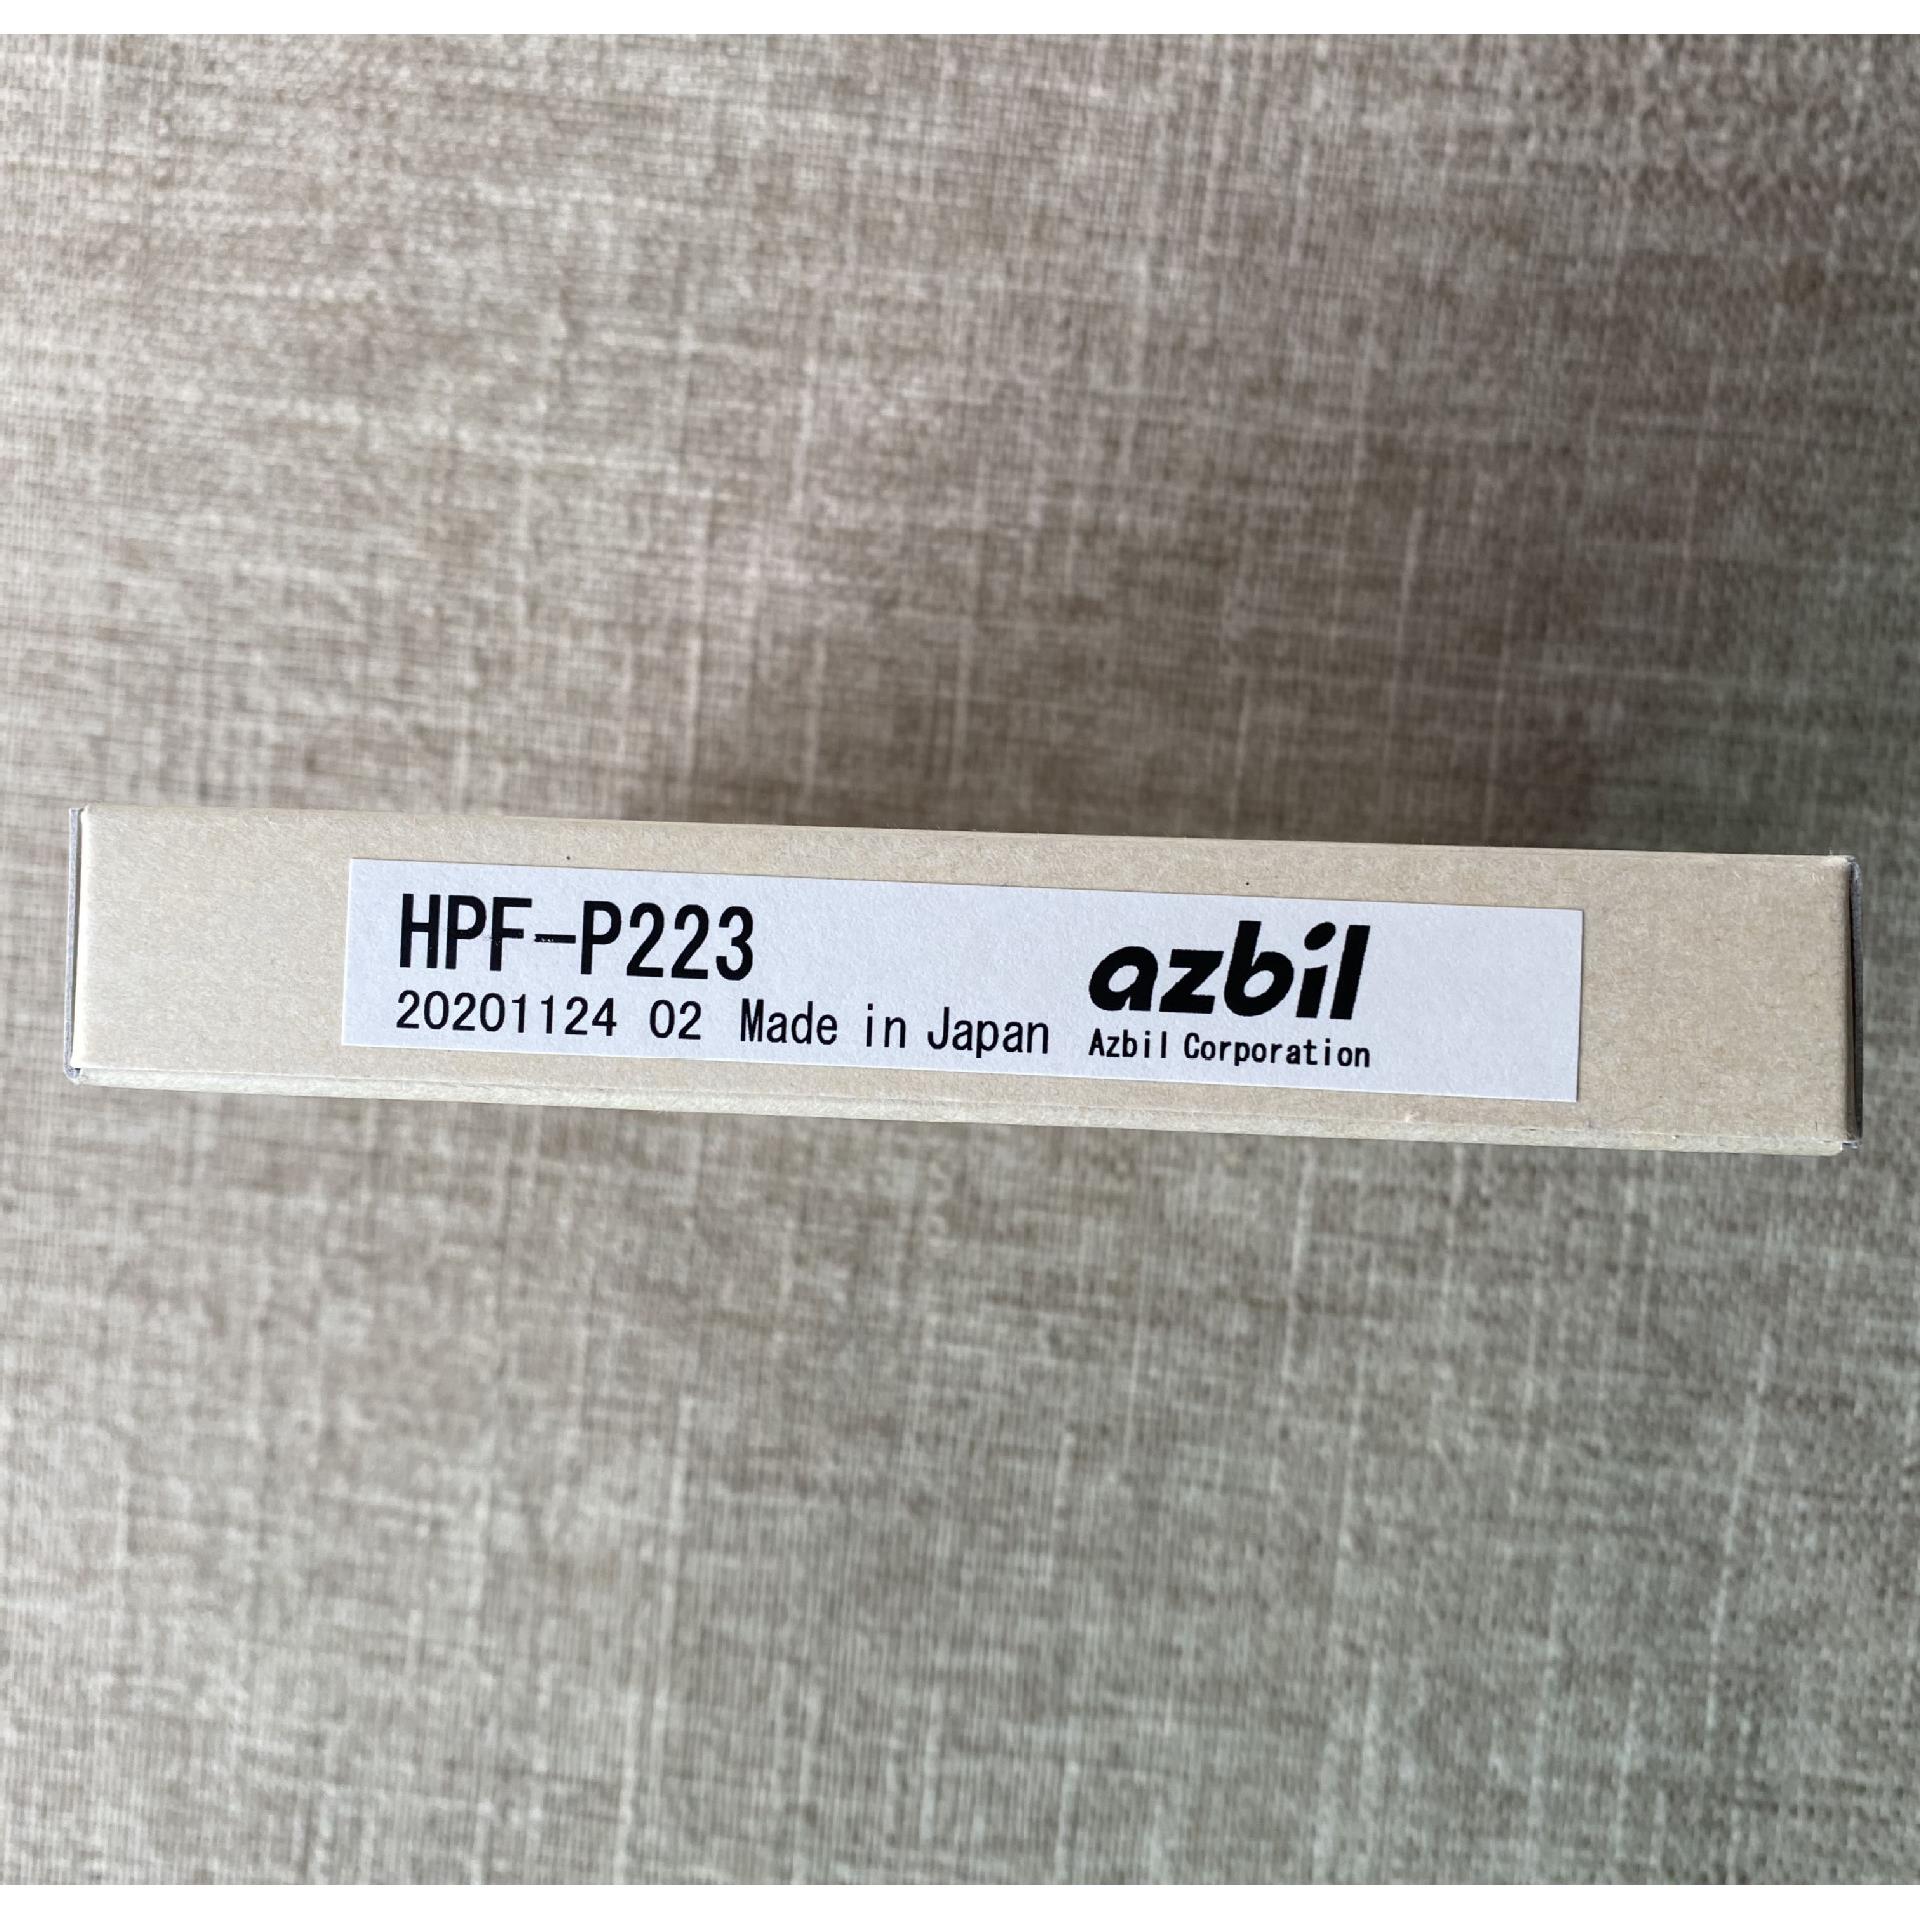 HPF-P223
20201124 02 Made in Japan
azbil
Azbil Corporation